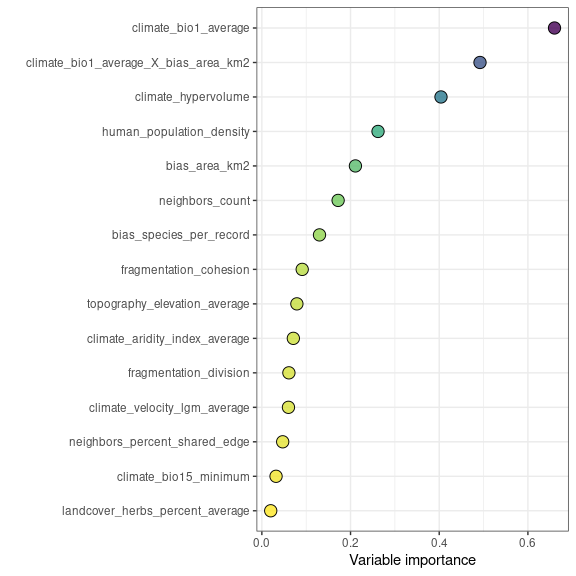 climate_bio1_average
climate_bio1_average_X_bias_area_km2
climate_hypervolume
human_population_density
bias_area_km2
neighbors_count
bias_species_per_record
fragmentation_cohesion
topography_elevation_average
climate_aridity_index_average
fragmentation_division
climate_velocity_lgm_average
neighbors_percent_shared_edge
climate_bio15_minimum
landcover_herbs_percent_average
0.0 0.2 0.4 0.6
Variable importance